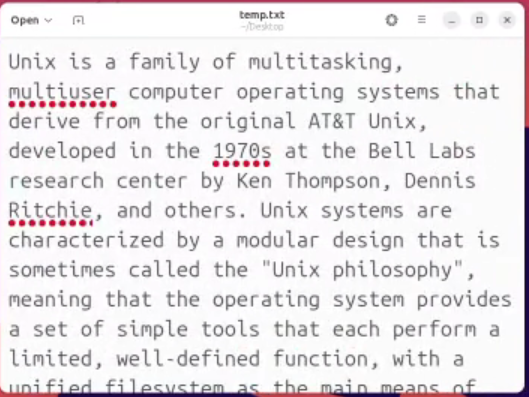 Open
temp.txt
~/Desktop
Unix is a family of multitasking,
multiuser computer operating systems that
derive from the original AT&T Unix,
developed in the 1970s at the Bell Labs
research center by Ken Thompson, Dennis
Ritchie, and others. Unix systems are
characterized by a modular design that is
sometimes called the "Unix philosophy",
meaning that the operating system provides
a set of simple tools that each perform a
limited, well-defined function, with a
unified filesystem as the main means of